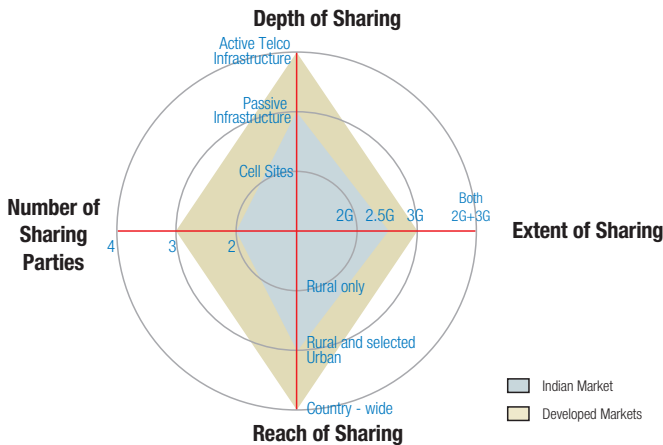 Depth of Sharing
Active Telco
Infrastructure
Passive
Infrastructure
Cell Sites
Number of
Sharing
Parties
4
3
2
2G
2.5G
3G
Both
2G+3G
Extent of Sharing
Rural only
Rural and selected
Urban
Country - wide
Reach of Sharing
Indian Market
Developed Markets